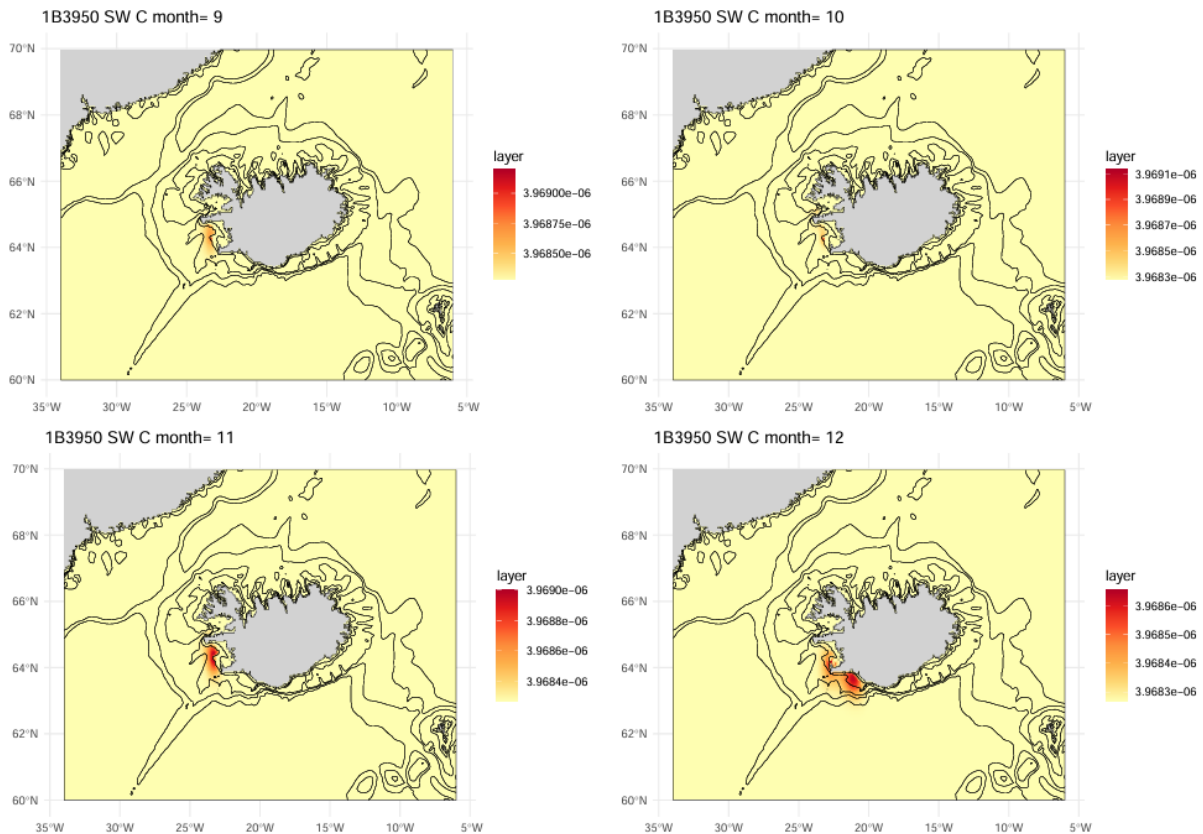 1B3950 SW C month= 9
70°N
68°N
66°N
64°N
62°N
60°N
35°W 30°W 25°W 20°W 15°W 10°W 5°W
layer
3.96900e−06
3.96875e−06
3.96850e−06
1B3950 SW C month= 10
70°N
68°N
66°N
64°N
62°N
60°N
35°W 30°W 25°W 20°W 15°W 10°W 5°W
layer
3.9691e−06
3.9689e−06
3.9687e−06
3.9685e−06
3.9683e−06
1B3950 SW C month= 11
70°N
68°N
66°N
64°N
62°N
60°N
35°W 30°W 25°W 20°W 15°W 10°W 5°W
layer
3.9690e−06
3.9688e−06
3.9686e−06
3.9684e−06
1B3950 SW C month= 12
70°N
68°N
66°N
64°N
62°N
60°N
35°W 30°W 25°W 20°W 15°W 10°W 5°W
layer
3.9686e−06
3.9685e−06
3.9684e−06
3.9683e−06